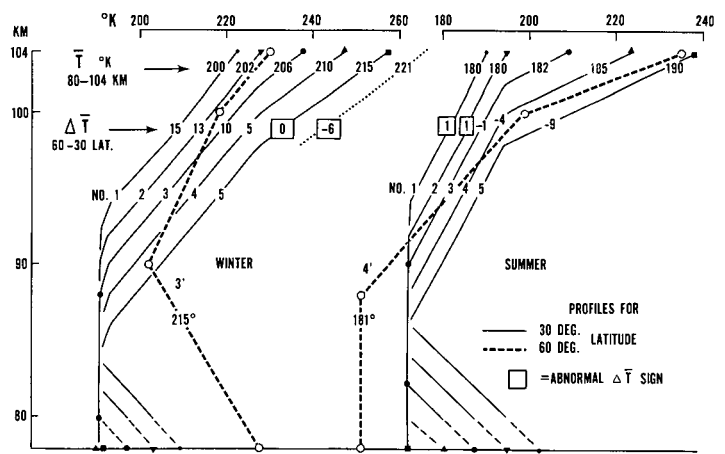 °K 200 220 240 260 180 200 220 240 °K
KM
104
T̅ °K
80–104 KM
200 202 206 210 215 221
180 180 182 185 190
100
Δ T̅
60–30 LAT.
15 13 10 5 0 -6
1 1 -1 -4 -9
NO. 1 2 3 4 5
NO. 1 2 3 4 5
90
WINTER
SUMMER
3'
215°
4'
181°
PROFILES FOR
30 DEG.
60 DEG.
LATITUDE
=ABNORMAL Δ T̅ SIGN
80